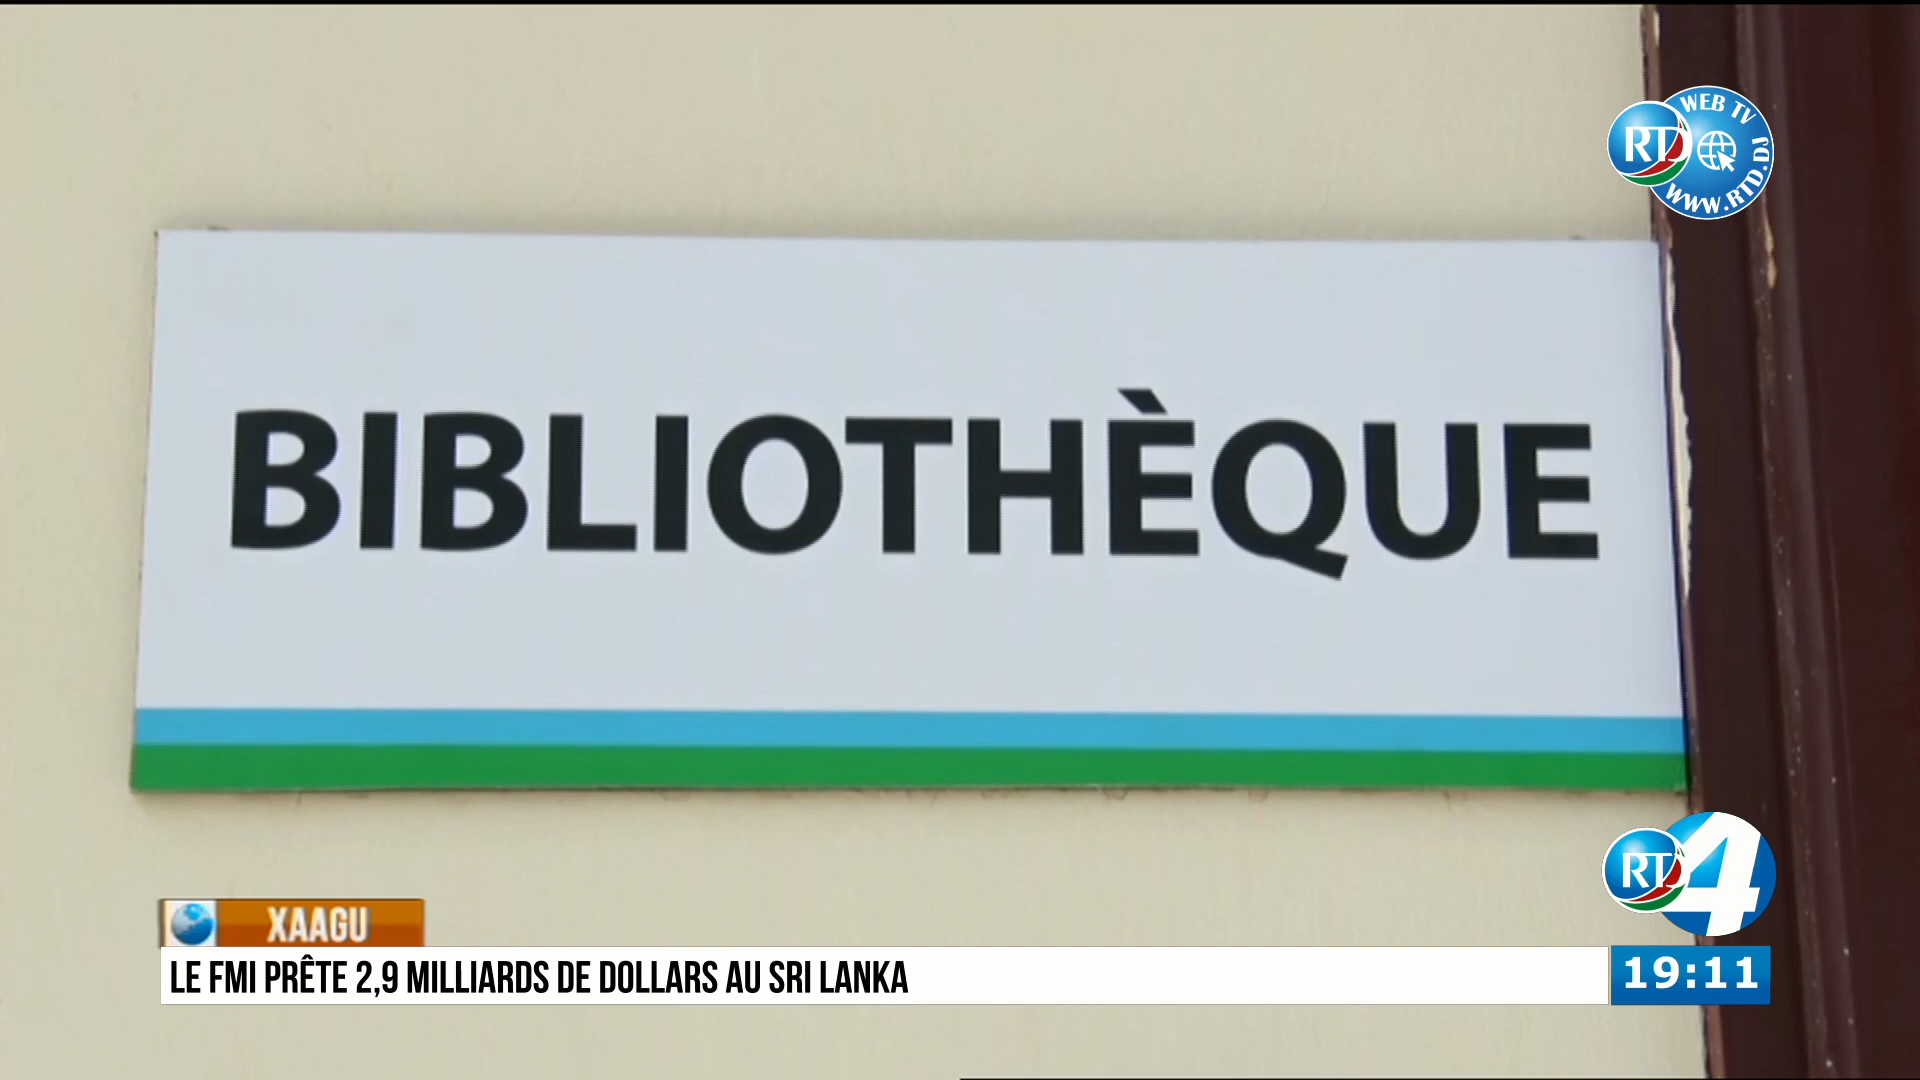 WEB TV
RTD
WWW.RTD.DJ
BIBLIOTHÈQUE
RTD 4
XAAGU
LE FMI PRÊTE 2,9 MILLIARDS DE DOLLARS AU SRI LANKA
19:11